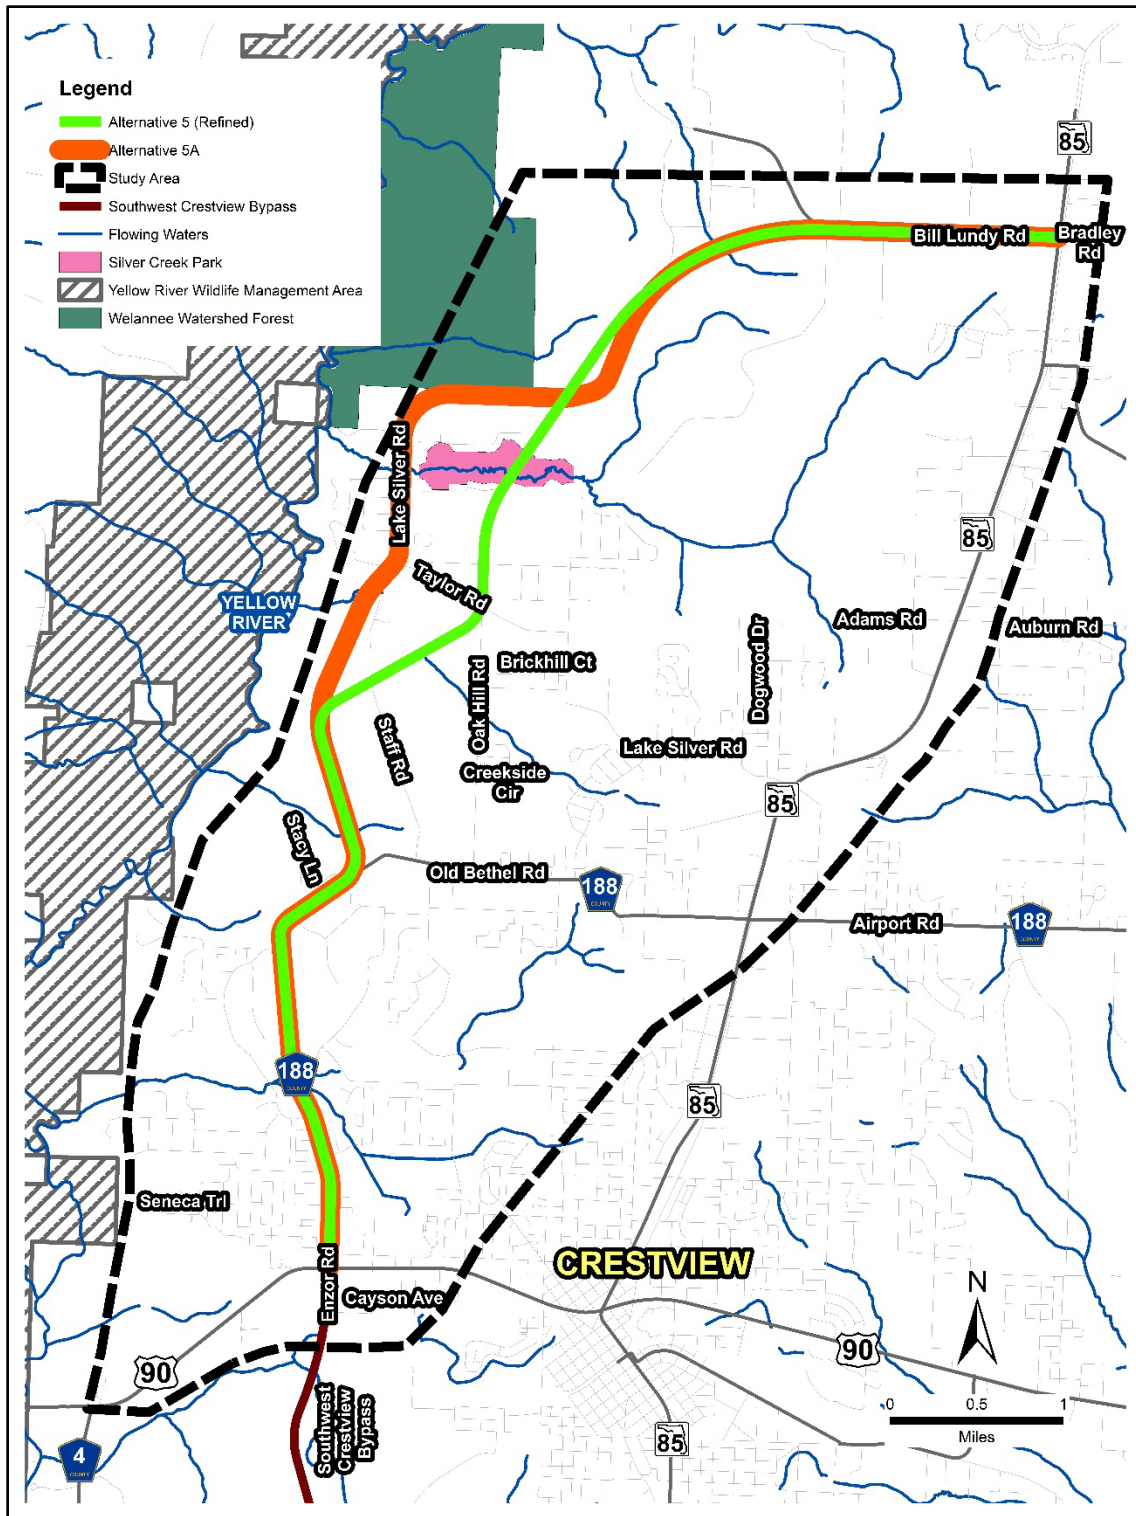 Legend
Alternative 5 (Refined)
Alternative 5A
Study Area
Southwest Crestview Bypass
Flowing Waters
Silver Creek Park
Yellow River Wildlife Management Area
Welannee Watershed Forest
85
Bill Lundy Rd
Bradley
Rd
Lake Silver Rd
85
Taylor Rd
YELLOW
RIVER
Adams Rd
Auburn Rd
Dogwood Dr
Brickhill Ct
Oak Hill Rd
Staff Rd
Lake Silver Rd
Creekside
Cir
85
Stacy Ln
Old Bethel Rd
188
COUNTY
Airport Rd
188
COUNTY
188
COUNTY
85
Seneca Trl
Enzor Rd
CRESTVIEW
Cayson Ave
N
90
90
0 0.5 1
Miles
Southwest
Crestview
Bypass
85
4
COUNTY